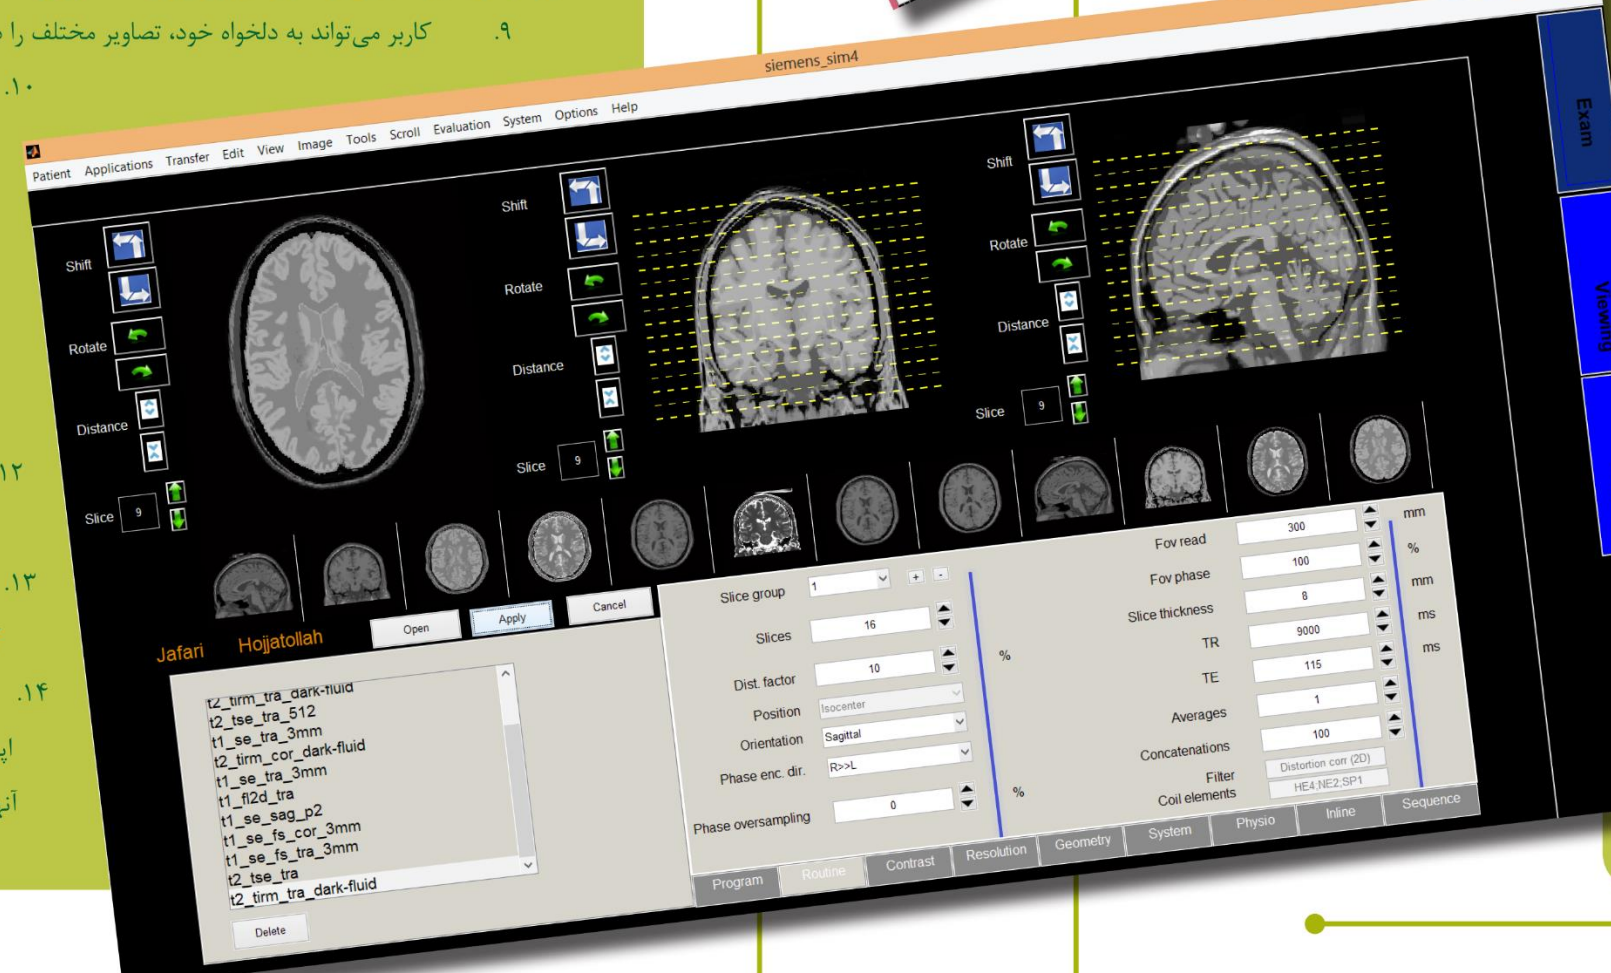 ۹. کاربر می‌تواند به دلخواه خود، تصاویر مختلف را
۱۰.
۱۲
۱۳.
۱۴.
siemens_sim4
Patient Applications Transfer Edit View Image Tools Scroll Evaluation System Options Help
Shift
Rotate
Distance
Slice 9
Shift
Rotate
Distance
Slice 9
Shift
Rotate
Distance
Slice 9
Exam
Viewing
Jafari Hojjatollah
Open Apply Cancel
t2_tirm_tra_dark-fluid
t2_tse_tra_512
t1_se_tra_3mm
t2_tirm_cor_dark-fluid
t1_se_tra_3mm
t1_fl2d_tra
t1_se_sag_p2
t1_se_fs_cor_3mm
t1_se_fs_tra_3mm
t2_tse_tra
t2_tirm_tra_dark-fluid
Delete
Slice group 1 + -
Slices 16
Dist. factor 10 %
Position Isocenter
Orientation Sagittal
Phase enc. dir. R>>L
Phase oversampling 0 %
Fov read 300 mm
Fov phase 100 %
Slice thickness 8 mm
TR 9000 ms
TE 115 ms
Averages 1
Concatenations 100
Filter Distortion corr (2D)
Coil elements HE4;NE2;SP1
Program Routine Contrast Resolution Geometry System Physio Inline Sequence